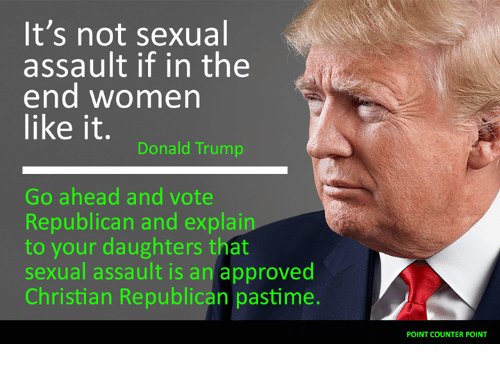 It's not sexual
assault if in the
end women
like it.
Donald Trump
Go ahead and vote
Republican and explain
to your daughters that
sexual assault is an approved
Christian Republican pastime.
POINT COUNTER POINT